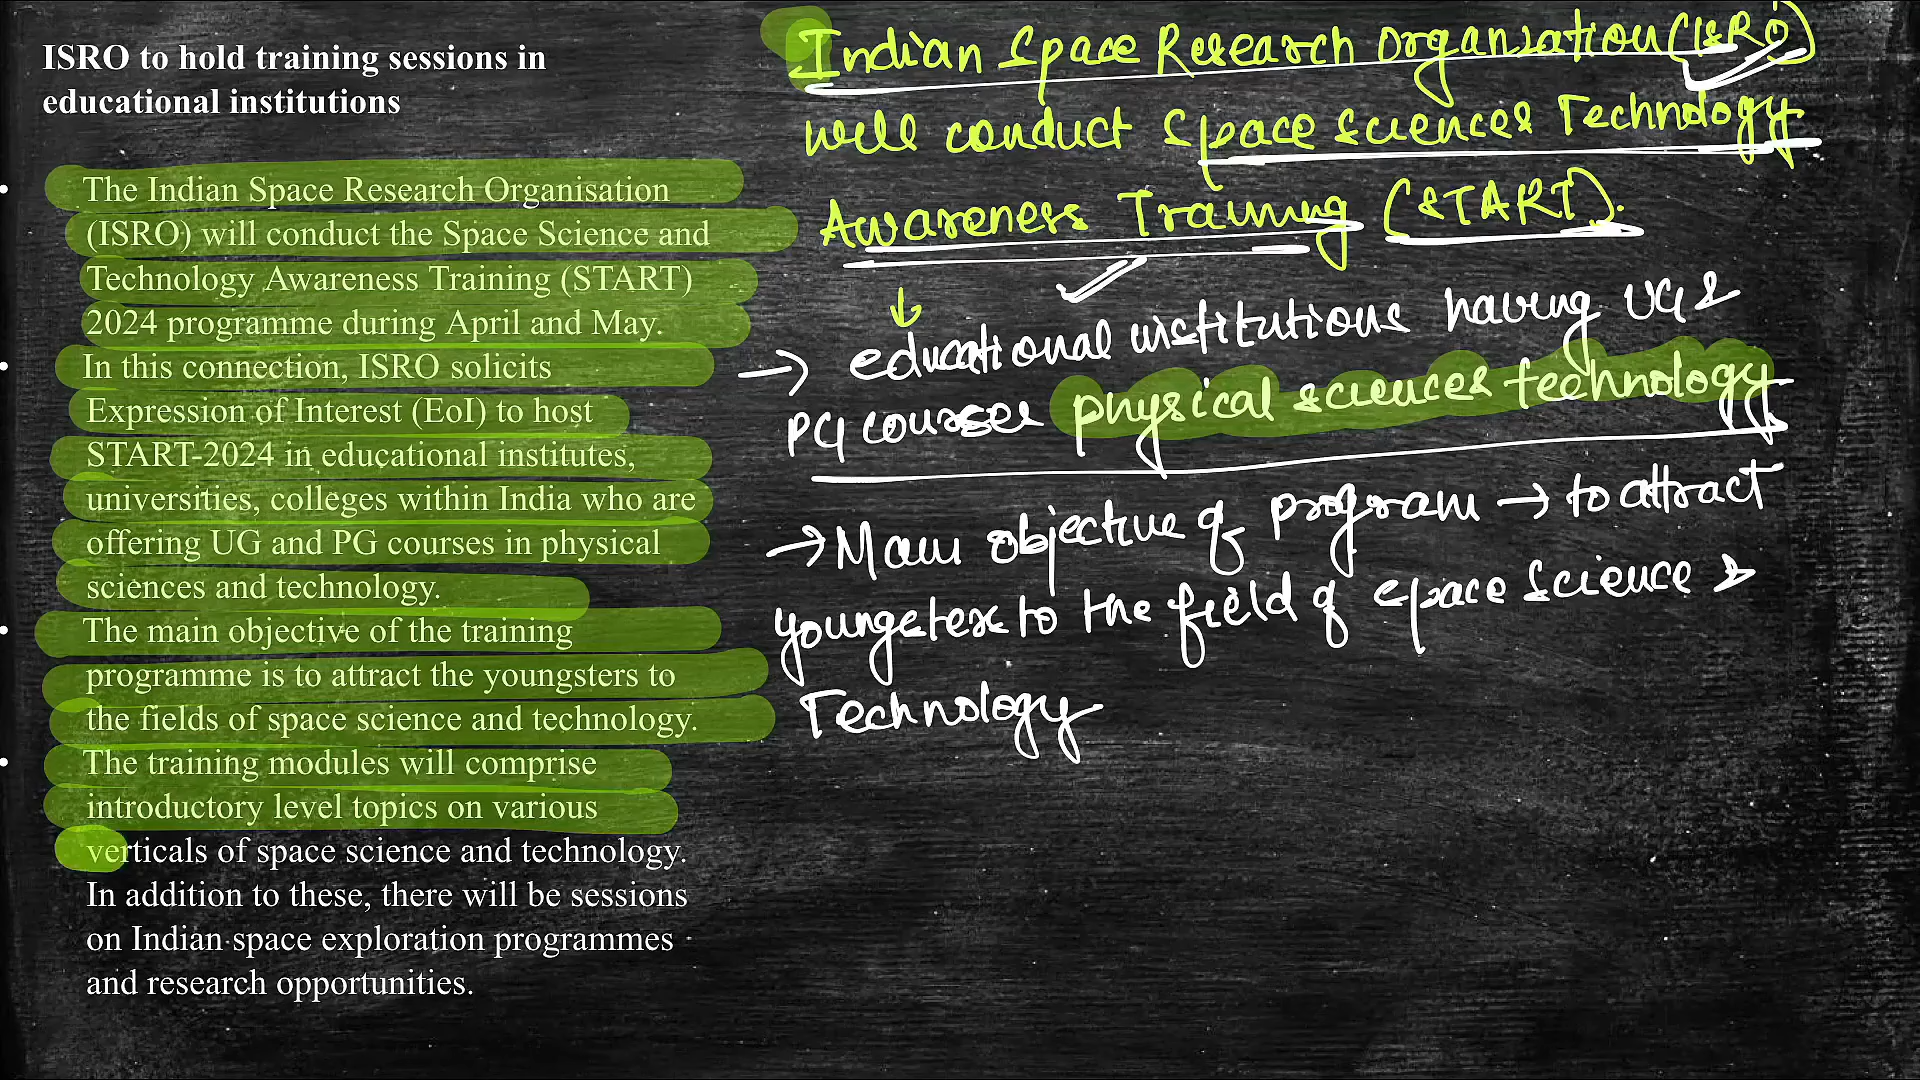 ISRO to hold training sessions in
educational institutions
The Indian Space Research Organisation
(ISRO) will conduct the Space Science and
Technology Awareness Training (START)
2024 programme during April and May.
In this connection, ISRO solicits
Expression of Interest (EoI) to host
START-2024 in educational institutes,
universities, colleges within India who are
offering UG and PG courses in physical
sciences and technology.
The main objective of the training
programme is to attract the youngsters to
the fields of space science and technology.
The training modules will comprise
introductory level topics on various
verticals of space science and technology.
In addition to these, there will be sessions
on Indian space exploration programmes
and research opportunities.
Indian Space Research Organization (ISRO)
will conduct Space Sciences Technology
Awareness Training (START).
→ educational institutions having UG &
PG courses physical sciences technology
→ Main objective of program → to attract
youngsters to the field of space science &
Technology